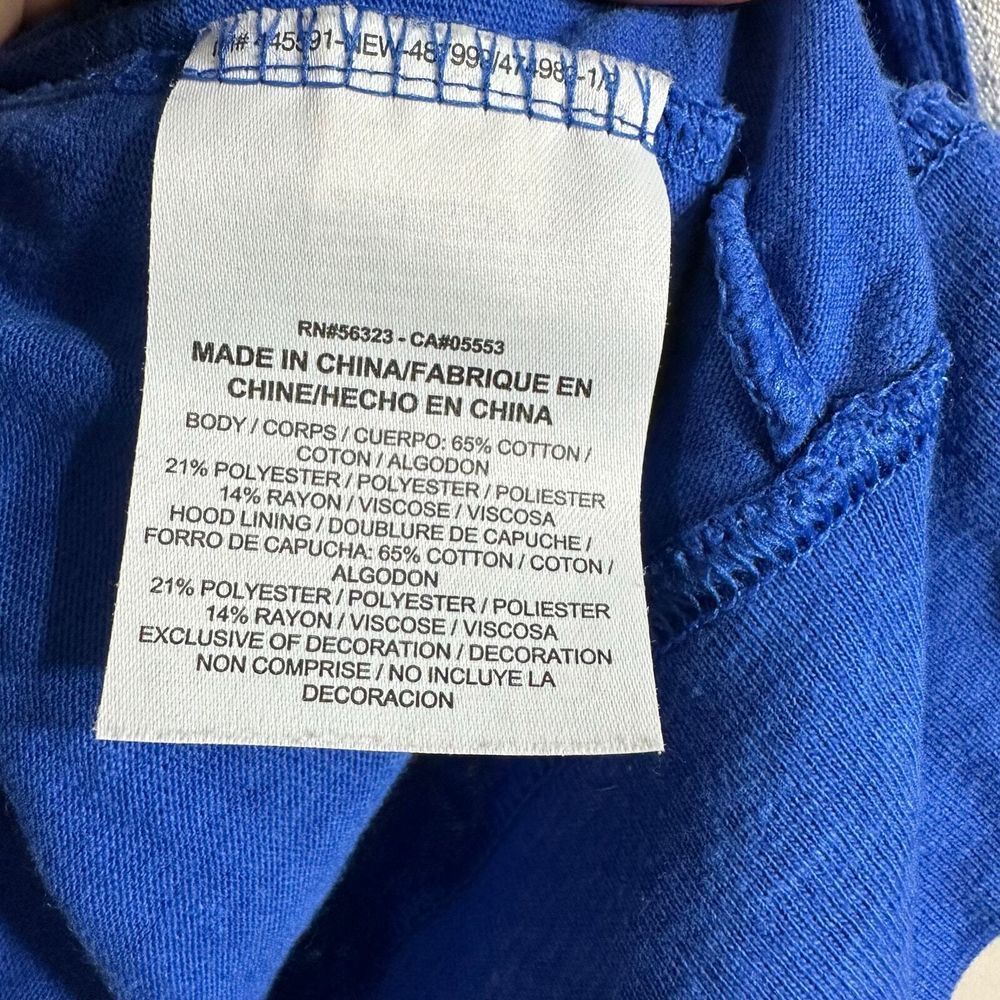 RN#56323 - CA#05553
MADE IN CHINA/FABRIQUE EN
CHINE/HECHO EN CHINA
BODY / CORPS / CUERPO: 65% COTTON /
COTON / ALGODON
21% POLYESTER / POLYESTER / POLIESTER
14% RAYON / VISCOSE / VISCOSA
HOOD LINING / DOUBLURE DE CAPUCHE /
FORRO DE CAPUCHA: 65% COTTON / COTON /
ALGODON
21% POLYESTER / POLYESTER / POLIESTER
14% RAYON / VISCOSE / VISCOSA
EXCLUSIVE OF DECORATION / DECORATION
NON COMPRISE / NO INCLUYE LA
DECORACION